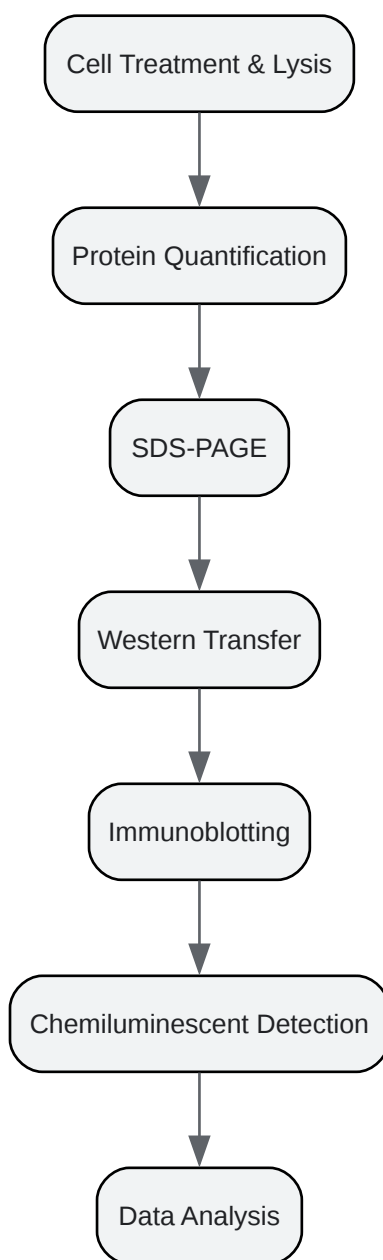 Cell Treatment & Lysis
Protein Quantification
SDS-PAGE
Western Transfer
Immunoblotting
Chemiluminescent Detection
Data Analysis